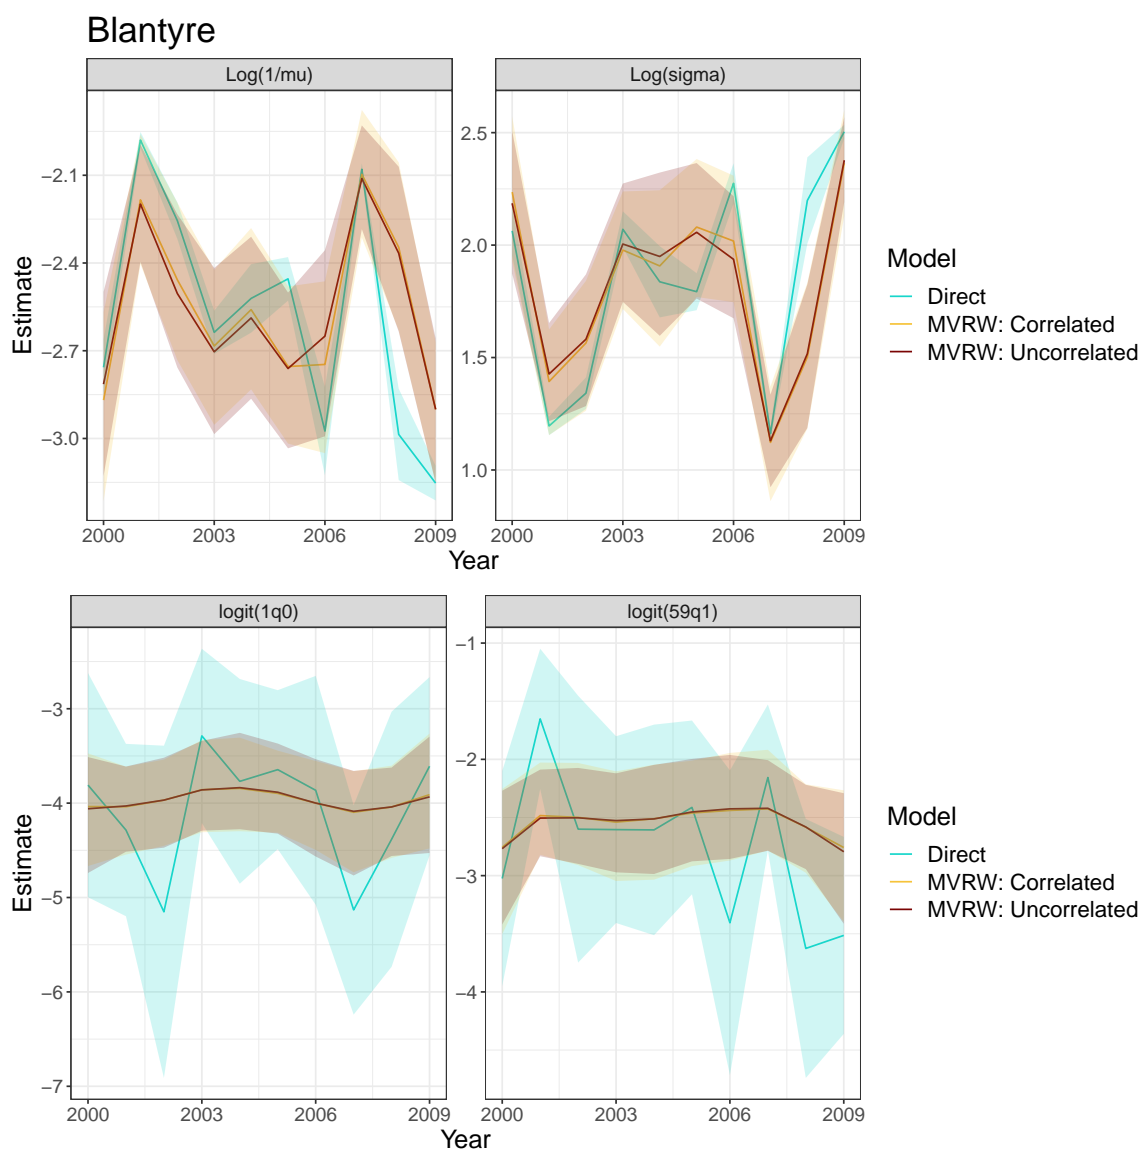 Blantyre
Log(1/mu)
Log(sigma)
−2.1
−2.4
−2.7
−3.0
2.5
2.0
1.5
1.0
Estimate
2000
2003
2006
2009
2000
2003
2006
2009
Year
Model
Direct
MVRW: Correlated
MVRW: Uncorrelated
logit(1q0)
logit(59q1)
−3
−4
−5
−6
−7
−1
−2
−3
−4
Estimate
2000
2003
2006
2009
2000
2003
2006
2009
Year
Model
Direct
MVRW: Correlated
MVRW: Uncorrelated